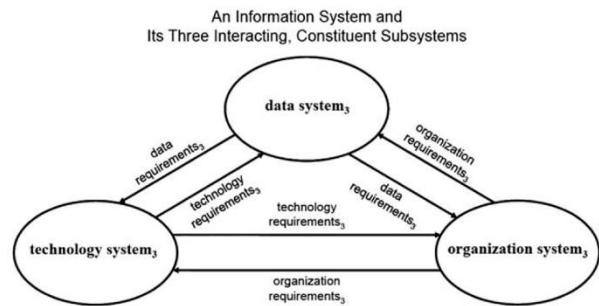 An Information System and
Its Three Interacting, Constituent Subsystems
data system₃
data
requirements₃
organization
requirements₃
technology
requirements₃
data
requirements₃
technology
requirements₃
technology system₃
organization system₃
organization
requirements₃